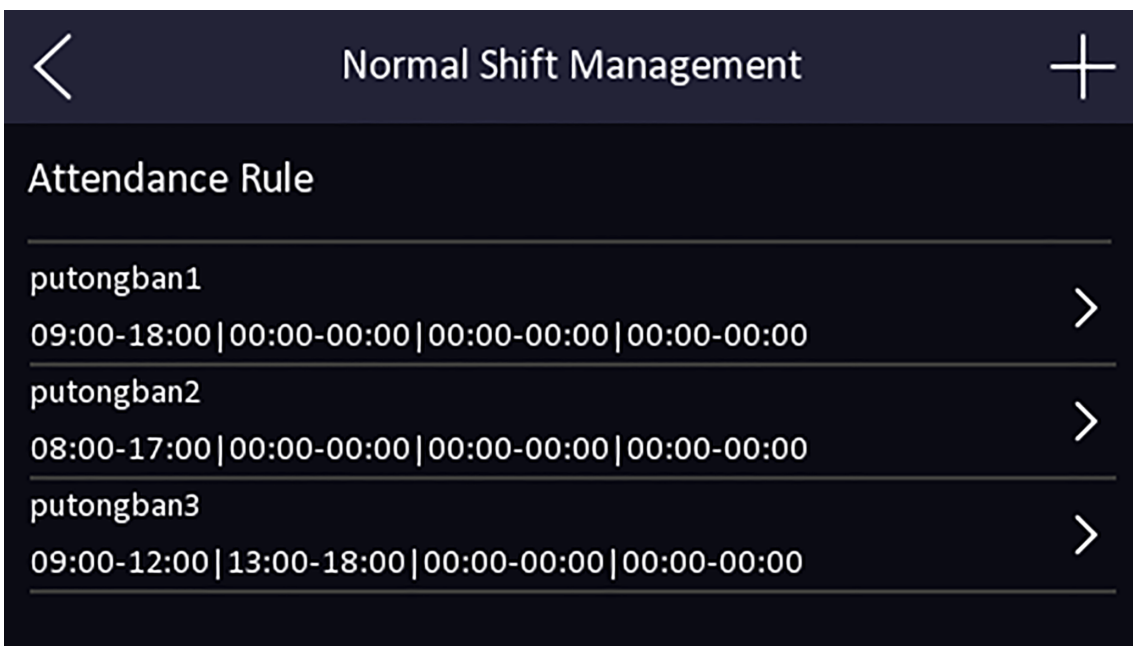 Normal Shift Management
Attendance Rule
putongban1
09:00-18:00|00:00-00:00|00:00-00:00|00:00-00:00
putongban2
08:00-17:00|00:00-00:00|00:00-00:00|00:00-00:00
putongban3
09:00-12:00|13:00-18:00|00:00-00:00|00:00-00:00